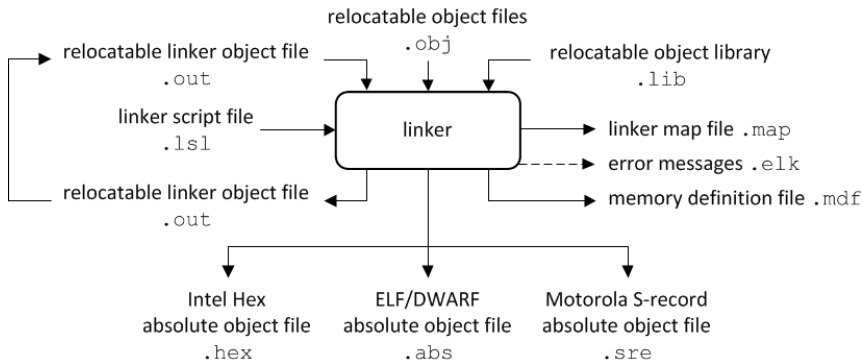 relocatable object files
.obj
relocatable linker object file
.out
relocatable object library
.lib
linker script file
.lsl
linker
linker map file .map
error messages .elk
relocatable linker object file
.out
memory definition file .mdf
Intel Hex
absolute object file
.hex
ELF/DWARF
absolute object file
.abs
Motorola S-record
absolute object file
.sre